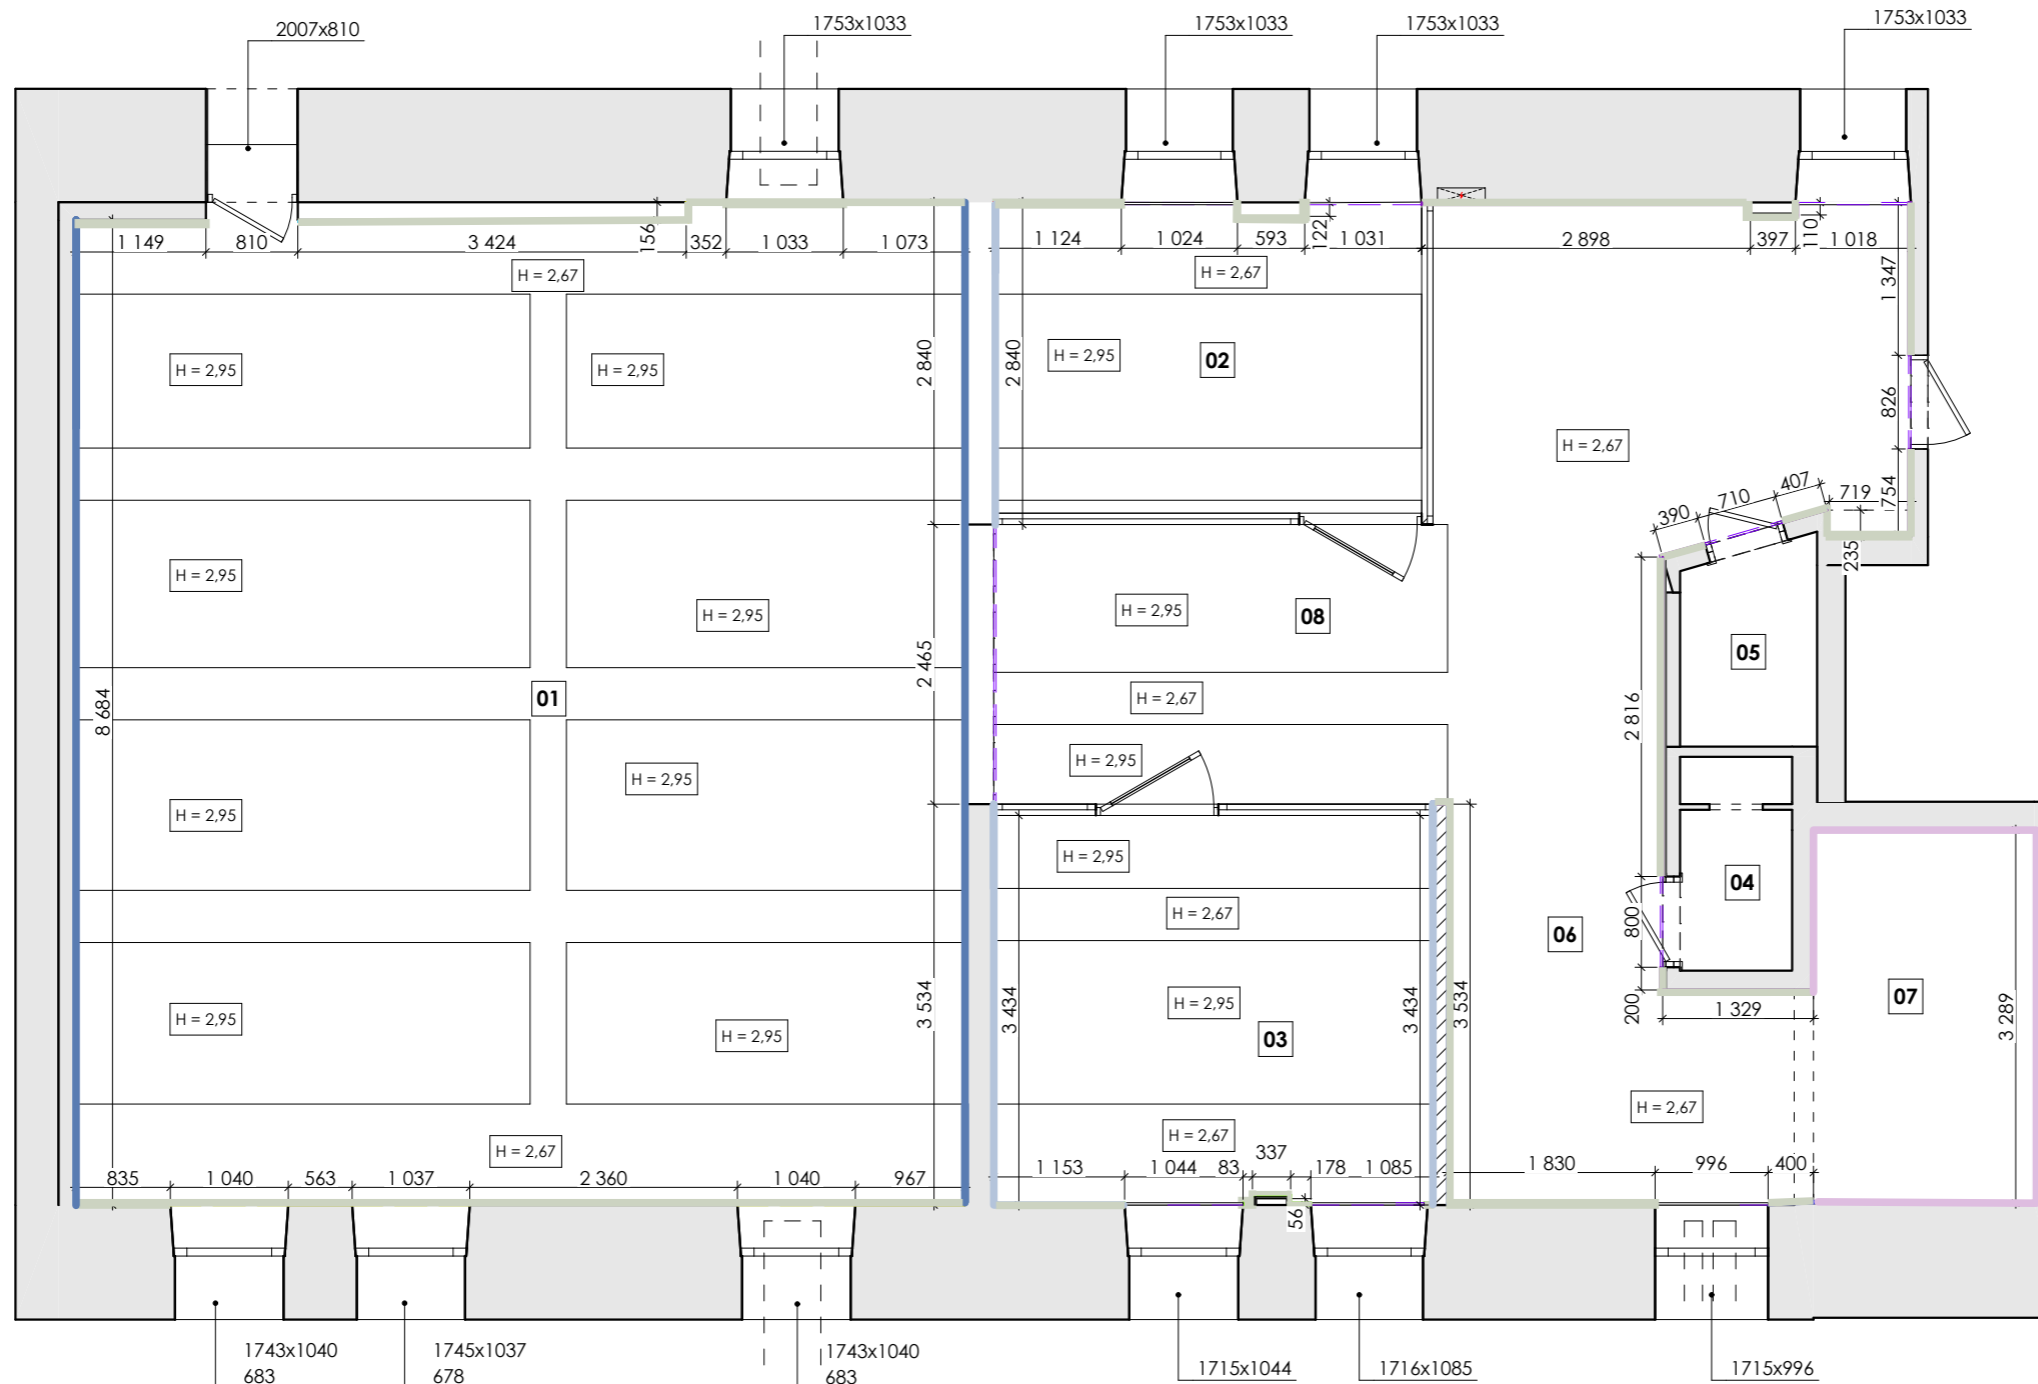 2007x810
1753x1033
1753x1033
1753x1033
1753x1033
1 149
810
3 424
156
352
1 033
1 073
1 124
1 024
593
122
1 031
2 898
397
110
1 018
H = 2,67
H = 2,67
1 347
H = 2,95
H = 2,95
2 840
2 840
H = 2,95
02
826
H = 2,67
754
390
710
407
719
235
H = 2,95
H = 2,95
H = 2,95
08
05
8 684
01
2 465
H = 2,67
2 816
H = 2,95
H = 2,95
H = 2,95
H = 2,95
04
H = 2,67
800
06
H = 2,95
H = 2,95
3 534
3 434
H = 2,95
03
3 434
3 534
200
1 329
07
3 289
H = 2,67
H = 2,67
H = 2,67
835
1 040
563
1 037
2 360
1 040
967
1 153
1 044
83
337
178
1 085
56
1 830
996
400
1743x1040
683
1745x1037
678
1743x1040
683
1715x1044
1716x1085
1715x996